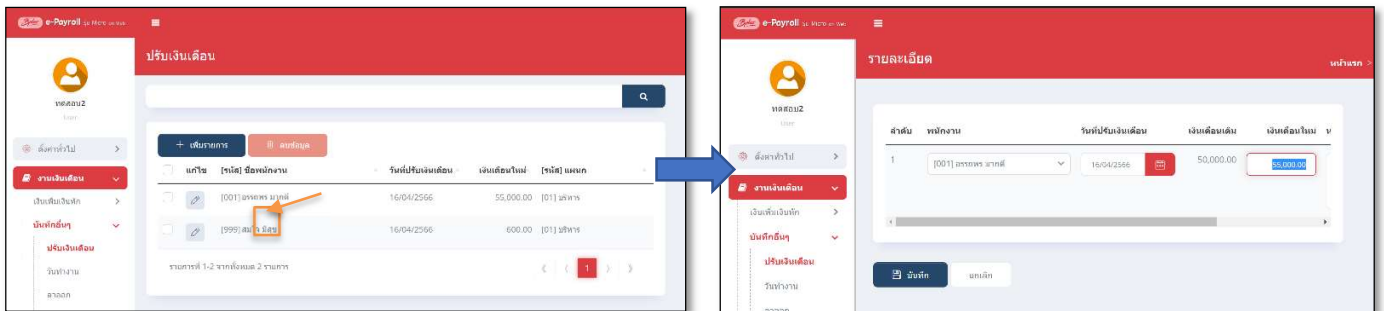 e-Payroll รุ่น Micro on Web
ปรับเงินเดือน
ทดสอบ2
User
ตั้งค่าทั่วไป
งานเงินเดือน
เงินเพิ่มเงินหัก
บันทึกอื่นๆ
ปรับเงินเดือน
วันทำงาน
ลาออก
+ เพิ่มรายการ
ลบข้อมูล
แก้ไข [รหัส] ชื่อพนักงาน วันที่ปรับเงินเดือน เงินเดือนใหม่ [รหัส] แผนก
[001] อรรถพร มากดี 16/04/2566 55,000.00 [01] บริหาร
[999] มีสุข 16/04/2566 600.00 [01] บริหาร
รายการที่ 1-2 จากทั้งหมด 2 รายการ
1
e-Payroll รุ่น Micro on Web
รายละเอียด
หน้าแรก >
ทดสอบ2
User
ตั้งค่าทั่วไป
งานเงินเดือน
เงินเพิ่มเงินหัก
บันทึกอื่นๆ
ปรับเงินเดือน
วันทำงาน
ลำดับ พนักงาน วันที่ปรับเงินเดือน เงินเดือนเดิม เงินเดือนใหม่
1 [001] อรรถพร มากดี 16/04/2566 50,000.00 55,000.00
บันทึก
ยกเลิก